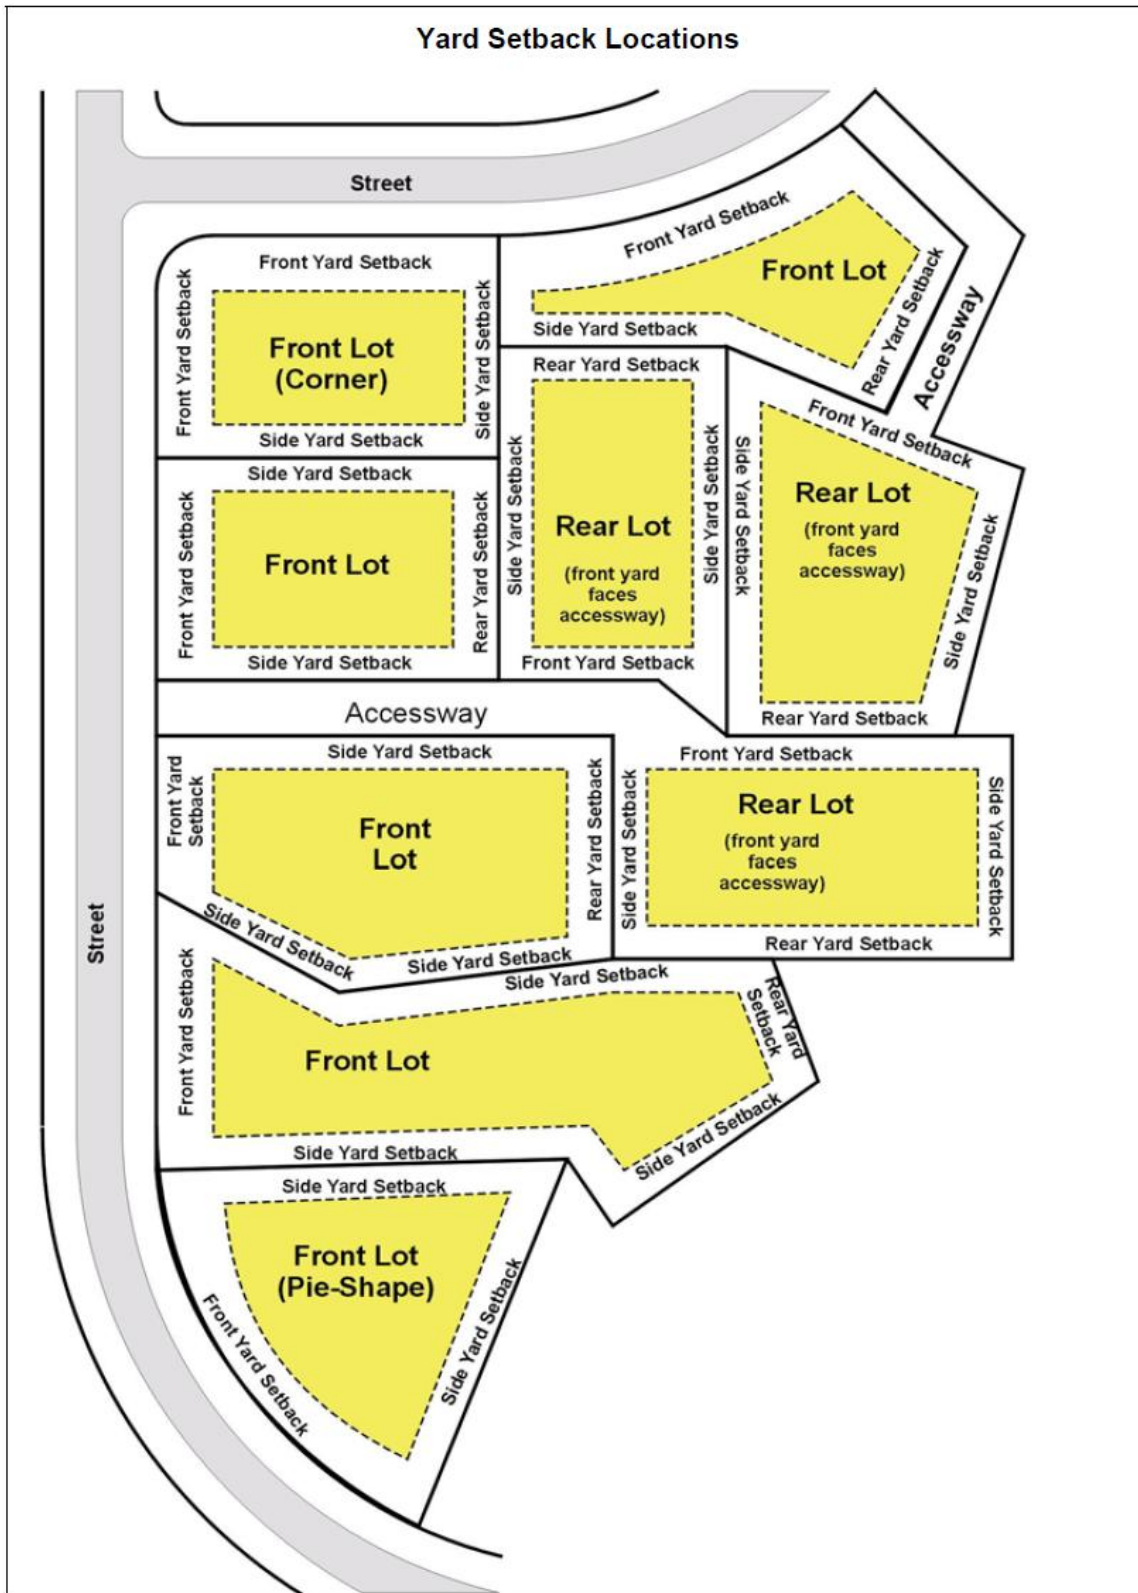 Yard Setback Locations
Street
Accessway
Front Yard Setback
Front Lot
Rear Yard Setback
Side Yard Setback
Front Yard Setback
Front Yard Setback
Front Lot
(Corner)
Side Yard Setback
Side Yard Setback
Rear Yard Setback
Side Yard Setback
Rear Lot
(front yard
faces
accessway)
Side Yard Setback
Front Yard Setback
Front Yard Setback
Side Yard Setback
Rear Lot
(front yard
faces
accessway)
Side Yard Setback
Rear Yard Setback
Side Yard Setback
Front Yard Setback
Front Lot
Rear Yard Setback
Side Yard Setback
Accessway
Side Yard Setback
Front Yard
Setback
Front
Lot
Rear Yard Setback
Side Yard Setback
Side Yard Setback
Front Yard Setback
Side Yard Setback
Rear Lot
(front yard
faces
accessway)
Side Yard Setback
Rear Yard Setback
Street
Side Yard Setback
Front Yard Setback
Front Lot
Rear Yard
Setback
Side Yard Setback
Side Yard Setback
Side Yard Setback
Front Lot
(Pie-Shape)
Front Yard Setback
Side Yard Setback